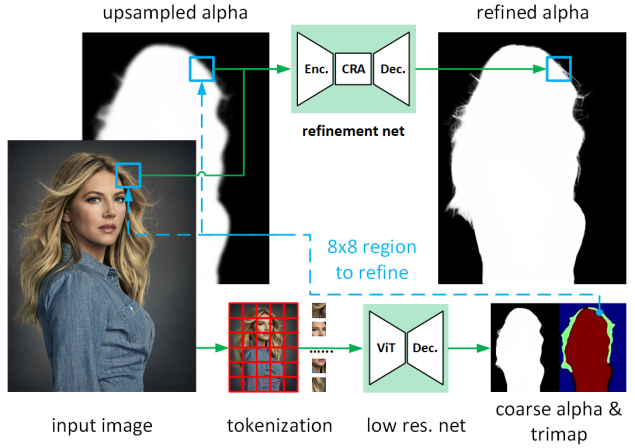 upsampled alpha
refined alpha
Enc.
CRA
Dec.
refinement net
8x8 region
to refine
......
ViT
Dec.
input image
tokenization
low res. net
coarse alpha &
trimap